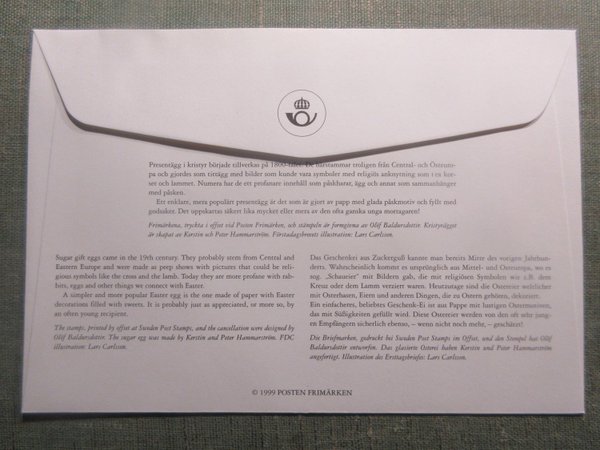 Presentägg i kristyr började tillverkas på 1800-talet. De härstammar troligen från Central- och Östeuro-
pa och gjordes som tittägg med bilder som kunde vara symboler med religiös anknytning som t ex kor-
set och lammet. Numera har de ett profanare innehåll som påskharar, ägg och annat som sammanhänger
med påsken.
Ett enklare, mera populärt presentägg är det som är gjort av papp med glada påskmotiv och fyllt med
godsaker. Det uppskattas säkert lika mycket eller mera av den ofta ganska unga mottagaren!
Frimärkena, tryckta i offset vid Posten Frimärken, och stämpeln är formgivna av Olöf Baldursdottir. Kristyrägget
är skapat av Kerstin och Peter Hammarström. Förstadagsbrevets illustration: Lars Carlsson.
Sugar gift eggs came in the 19th century. They probably stem from Central and
Eastern Europe and were made as peep shows with pictures that could be reli-
gious symbols like the cross and the lamb. Today they are more profane with rab-
bits, eggs and other things we connect with Easter.
A simpler and more popular Easter egg is the one made of paper with Easter
decorations filled with sweets. It is probably just as appreciated, or more so, by
an often young recipient.
The stamps, printed by offset at Sweden Post Stamps, and the cancellation were designed by
Olöf Baldursdottir. The sugar egg was made by Kerstin and Peter Hammarström. FDC
illustration: Lars Carlsson.
Das Geschenkei aus Zuckerguß kannte man bereits Mitte des vorigen Jahrhun-
derts. Wahrscheinlich kommt es ursprünglich aus Mittel- und Osteuropa, wo es
sog. „Schaueier" mit Bildern gab, die mit religiösen Symbolen wie z.B. dem
Kreuz oder dem Lamm verziert waren. Heutzutage sind die Ostereier weltlicher
mit Osterhasen, Eiern und anderen Dingen, die zu Ostern gehören, dekoriert.
Ein einfacheres, beliebtes Geschenk-Ei ist aus Pappe mit lustigen Ostermotiven,
das mit Süßigkeiten gefüllt wird. Diese Ostereier werden von den oft sehr jung-
en Empfängern sicherlich ebenso, – wenn nicht noch mehr, – geschätzt!
Die Briefmarken, gedruckt bei Sweden Post Stamps im Offset, und den Stempel hat Olöf
Baldursdottir entworfen. Das glasierte Osterei haben Kerstin und Peter Hammarström
angefertigt. Illustration des Ersttagsbriefes: Lars Carlsson.
© 1999 POSTEN FRIMÄRKEN